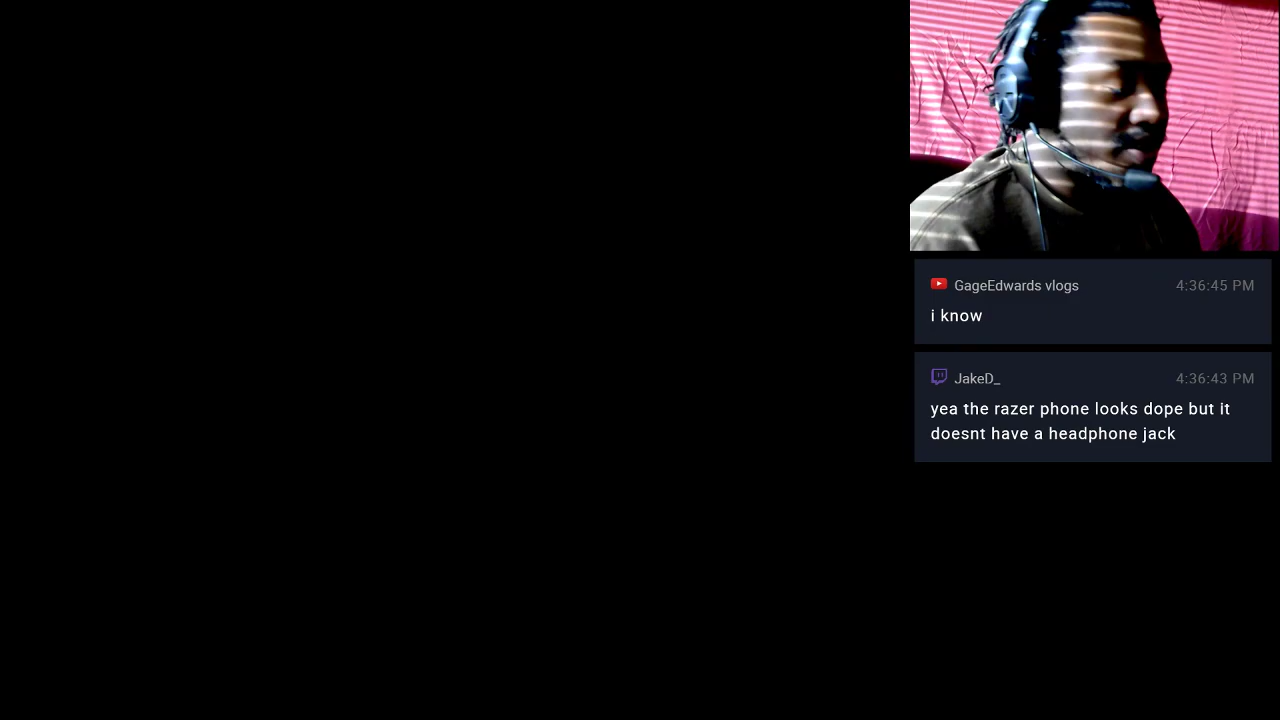 GageEdwards vlogs 4:36:45 PM
i know
JakeD_ 4:36:43 PM
yea the razer phone looks dope but it
doesnt have a headphone jack